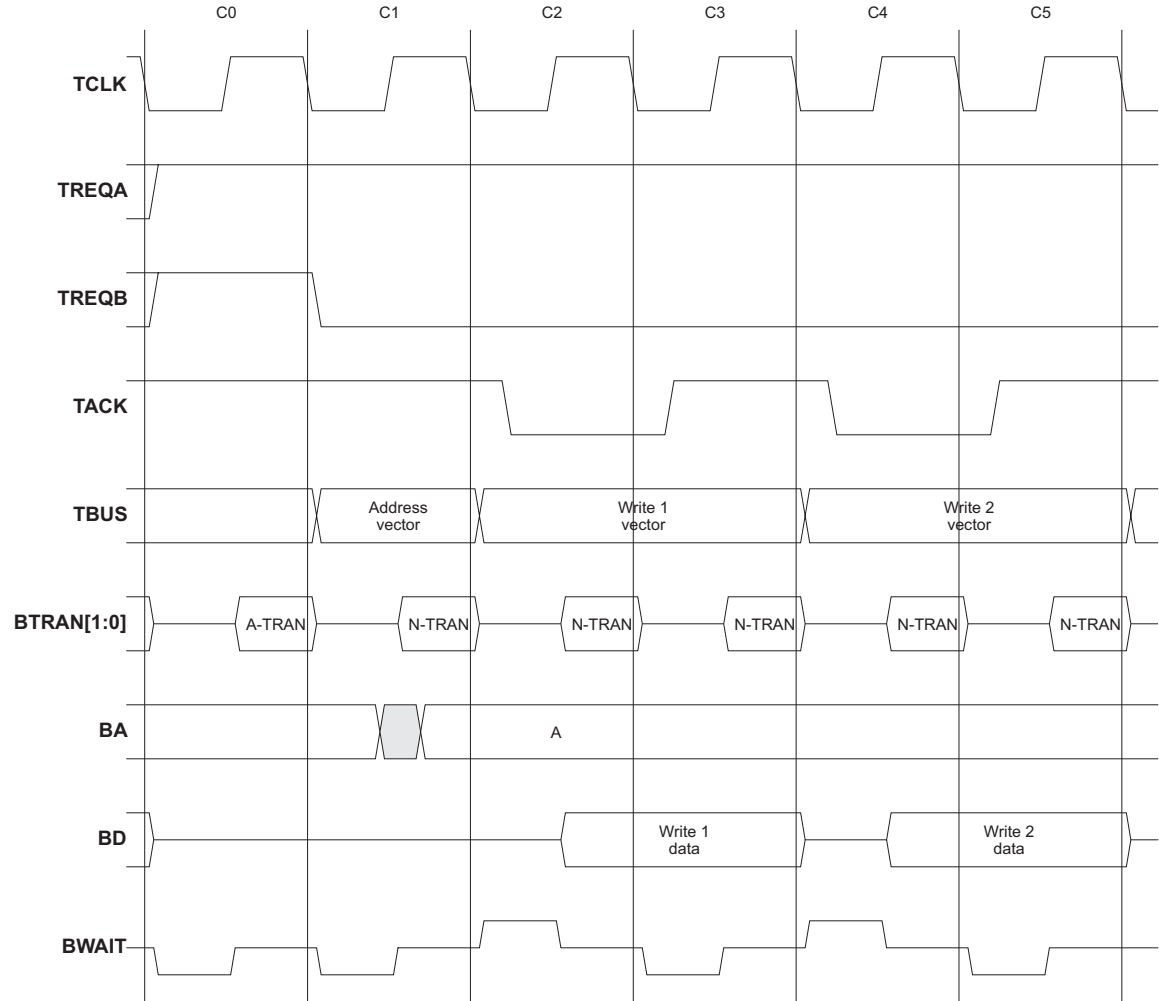 C0 C1 C2 C3 C4 C5
TCLK
TREQA
TREQB
TACK
TBUS
Address
vector
Write 1
vector
Write 2
vector
BTRAN[1:0]
A-TRAN N-TRAN N-TRAN N-TRAN N-TRAN N-TRAN
BA
A
BD
Write 1
data
Write 2
data
BWAIT